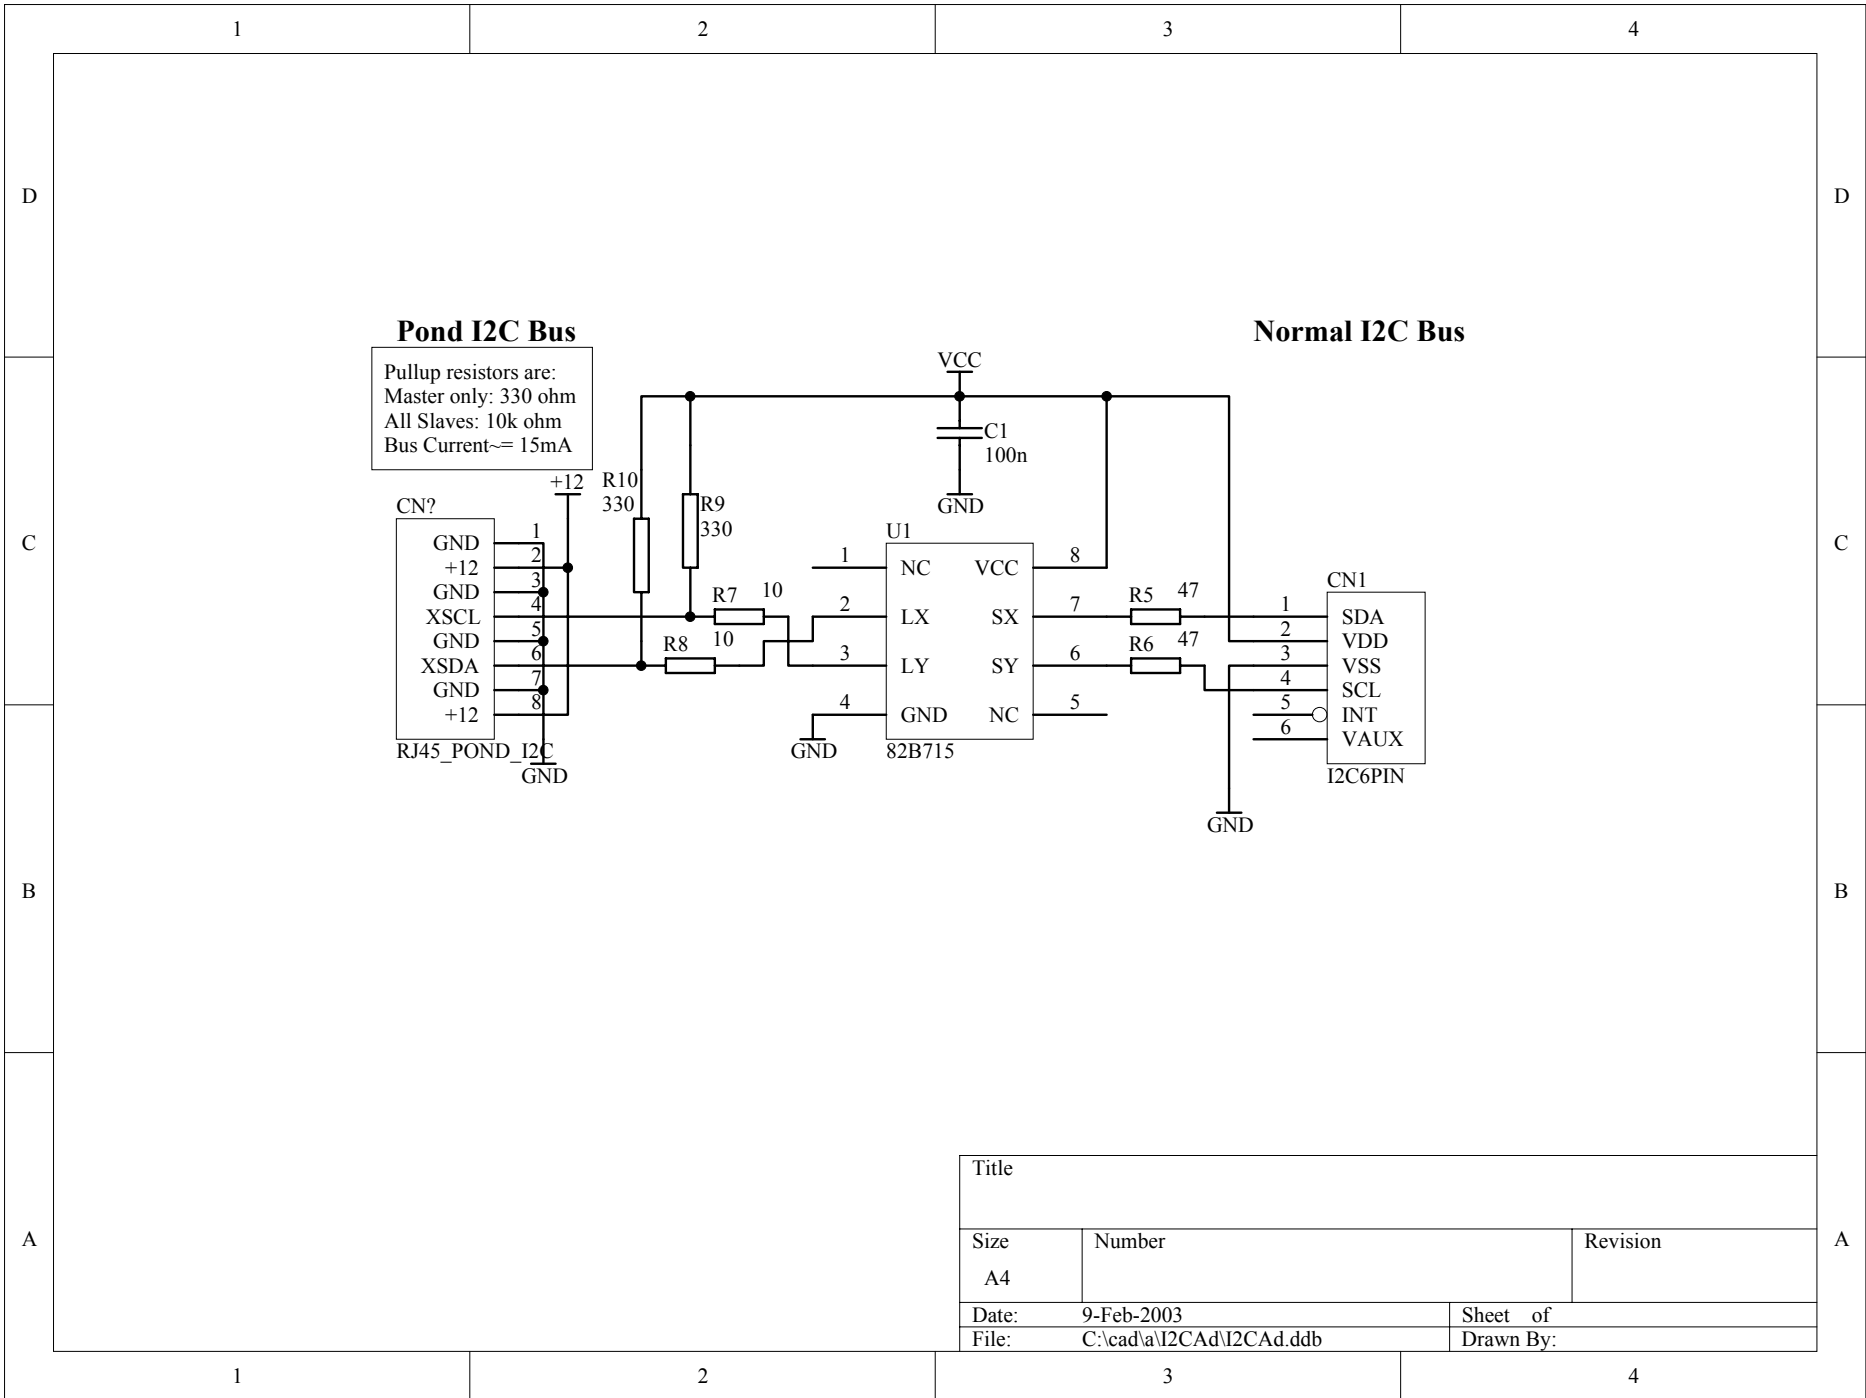 1 2 3 4
D D
Pond I2C Bus
Normal I2C Bus
Pullup resistors are:
Master only: 330 ohm
All Slaves: 10k ohm
Bus Current~= 15mA
VCC
C1
100n
GND
+12
R10
330
R9
330
CN?
GND 1
+12 2
GND 3
XSCL 4
GND 5
XSDA 6
GND 7
+12 8
RJ45_POND_I2C
GND
R7 10
R8 10
U1
1 NC VCC 8
2 LX SX 7
3 LY SY 6
4 GND NC 5
82B715
GND
R5 47
R6 47
CN1
1 SDA
2 VDD
3 VSS
4 SCL
5 INT
6 VAUX
I2C6PIN
GND
C C
B B
A A
Title
Size Number Revision
A4
Date: 9-Feb-2003 Sheet of
File: C:\cad\a\I2CAd\I2CAd.ddb Drawn By:
1 2 3 4